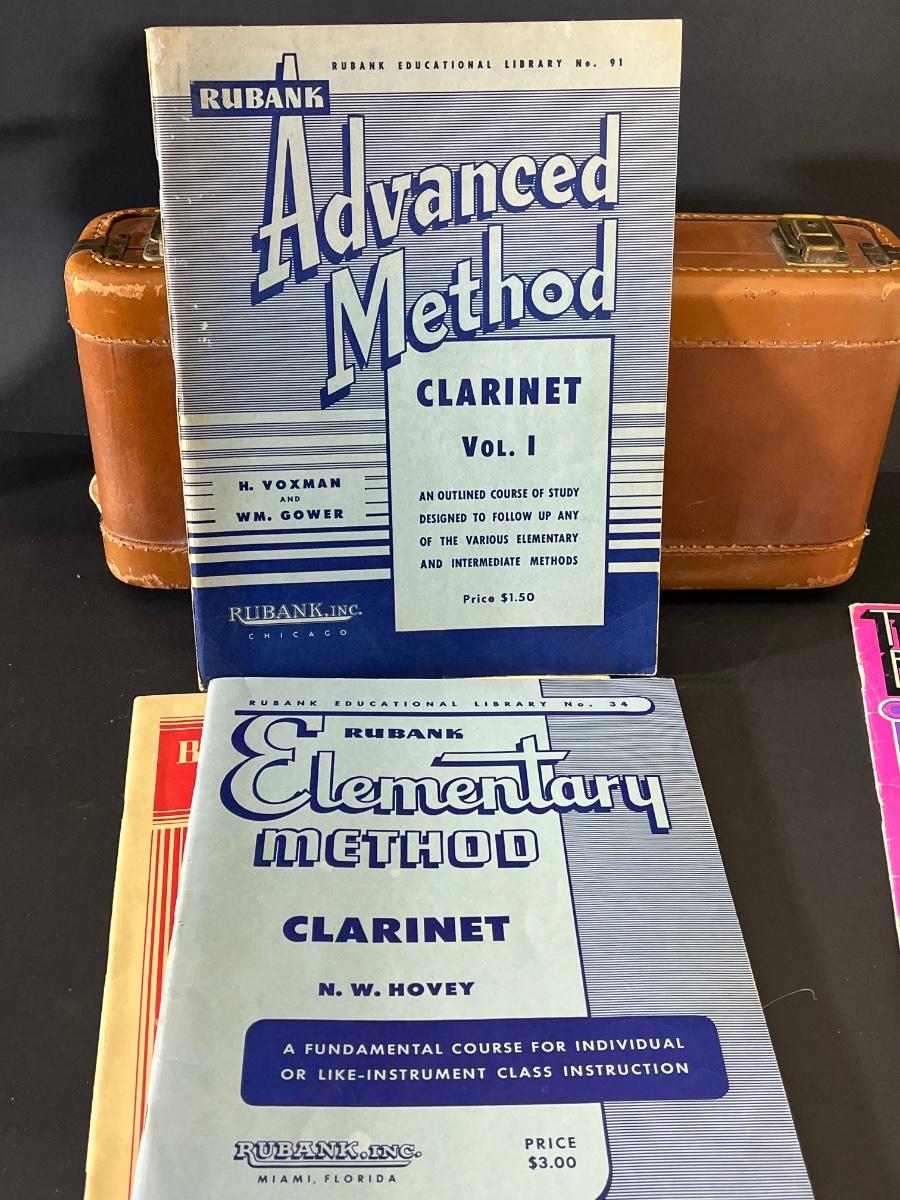 RUBANK EDUCATIONAL LIBRARY No. 91
RUBANK
Advanced
Method
CLARINET
VOL. I
H. VOXMAN
AND
WM. GOWER
AN OUTLINED COURSE OF STUDY
DESIGNED TO FOLLOW UP ANY
OF THE VARIOUS ELEMENTARY
AND INTERMEDIATE METHODS
Price $1.50
RUBANK, INC.
CHICAGO
RUBANK EDUCATIONAL LIBRARY No. 34
RUBANK
Elementary
METHOD
CLARINET
N. W. HOVEY
A FUNDAMENTAL COURSE FOR INDIVIDUAL
OR LIKE-INSTRUMENT CLASS INSTRUCTION
RUBANK, INC.
MIAMI, FLORIDA
PRICE
$3.00